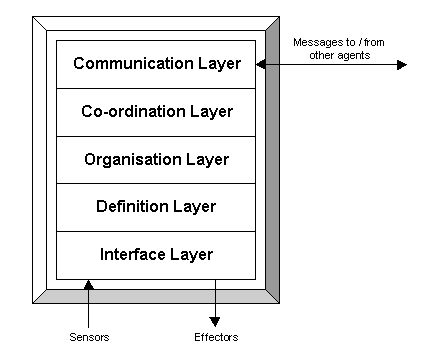 Communication Layer
Messages to / from
other agents
Co-ordination Layer
Organisation Layer
Definition Layer
Interface Layer
Sensors
Effectors